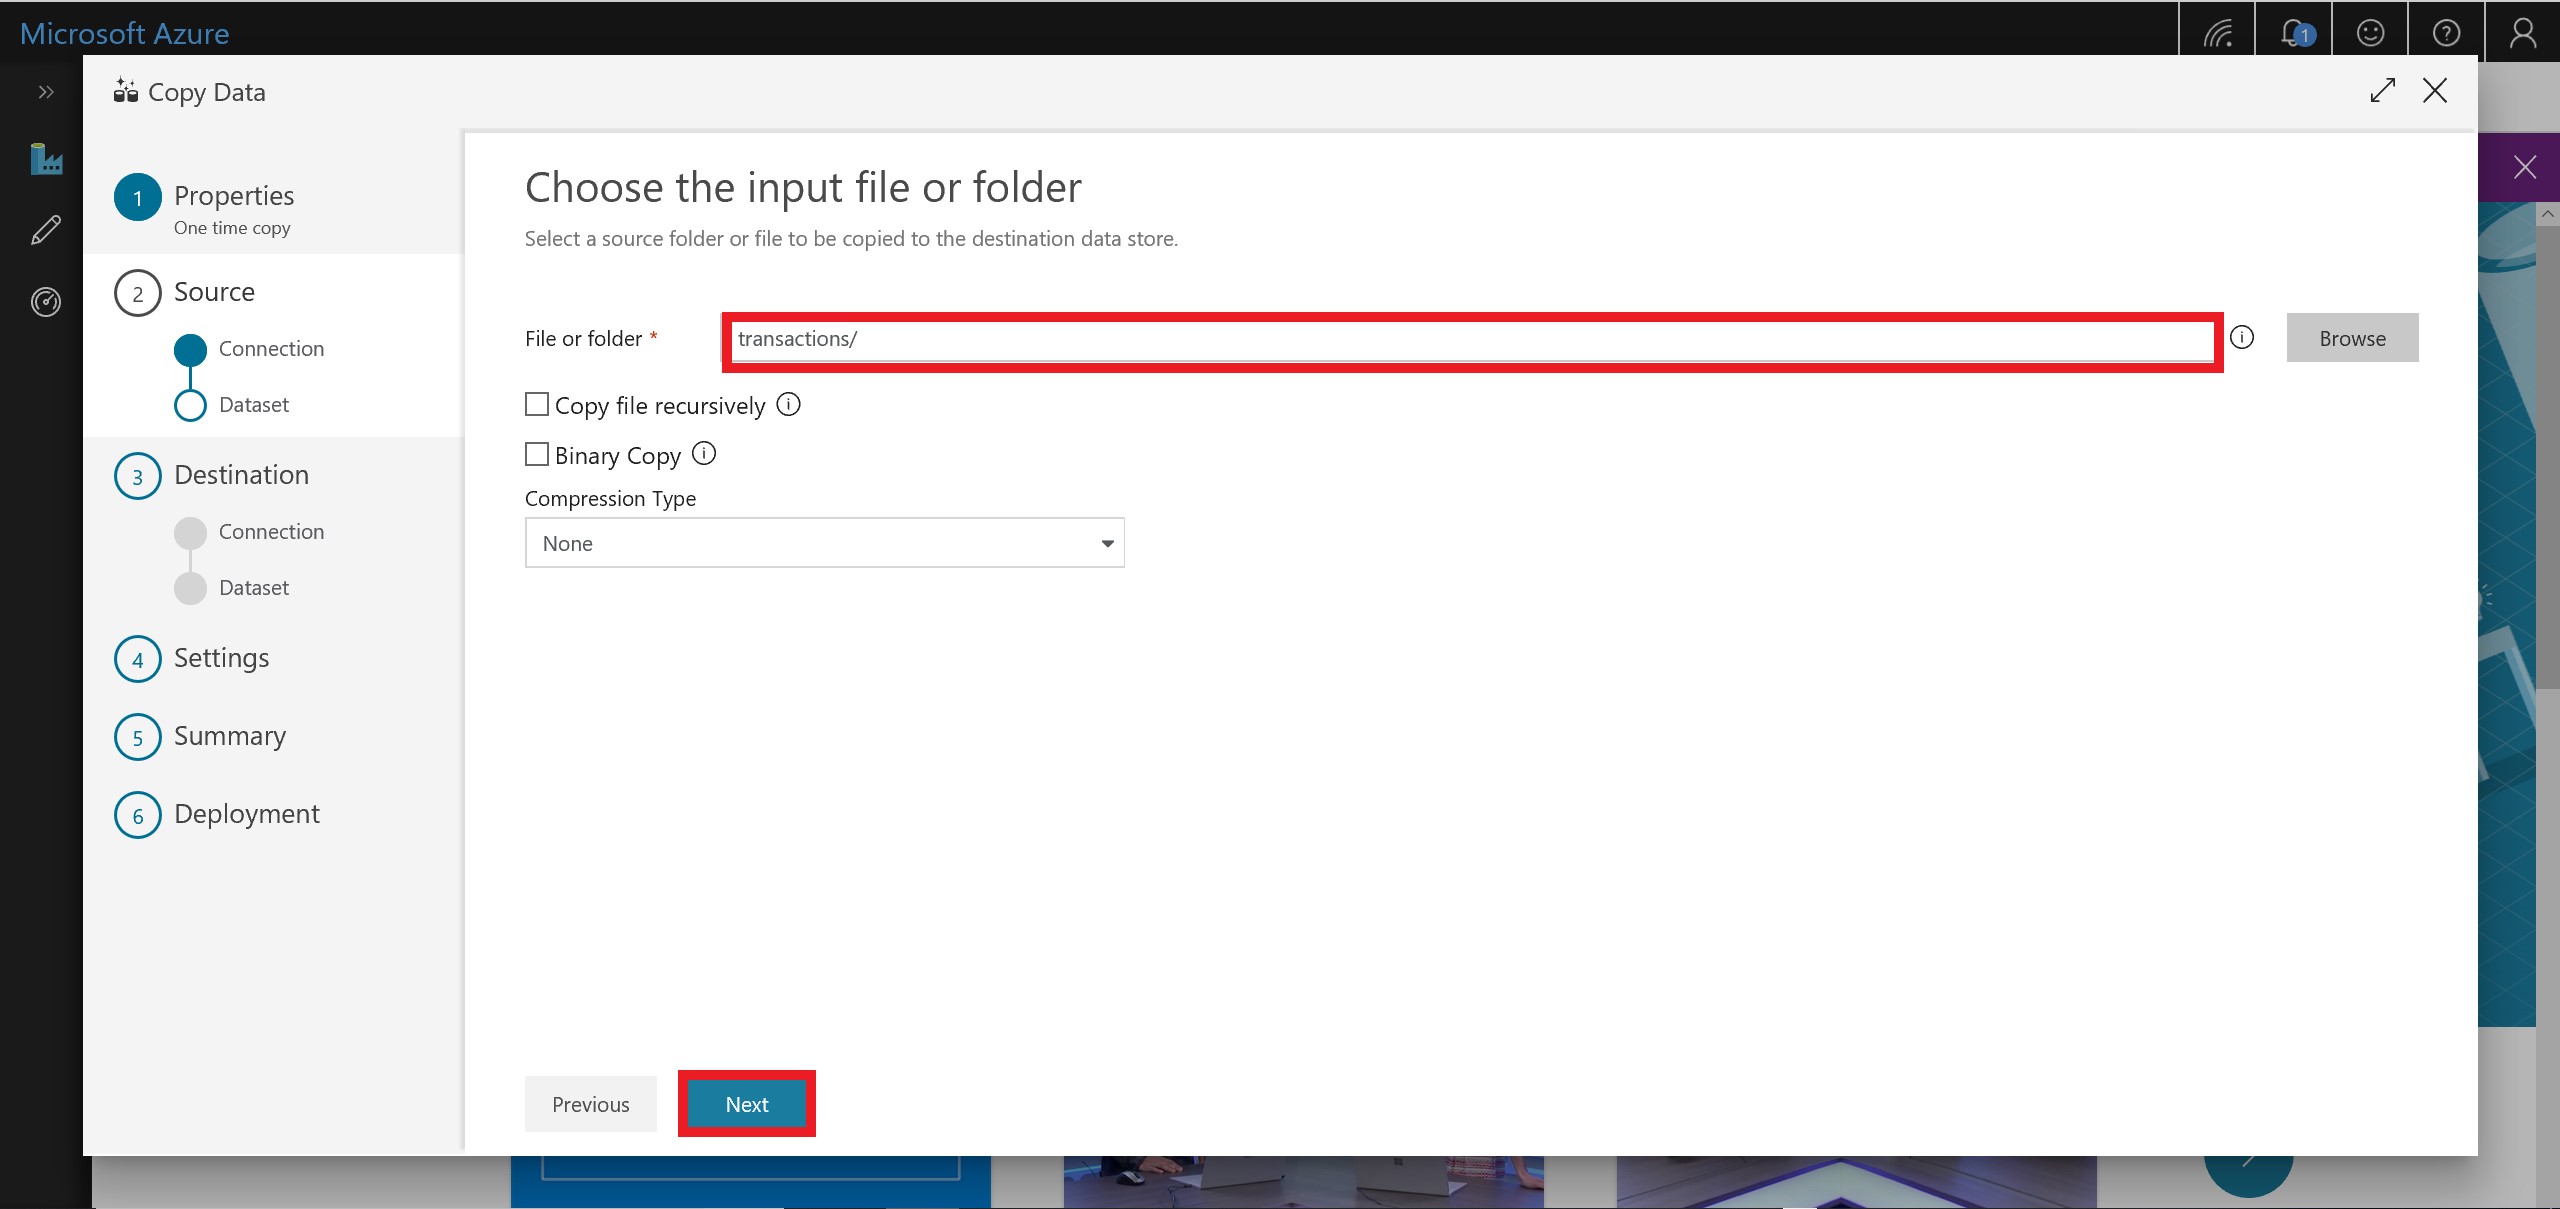 Microsoft Azure
1
Copy Data
1 Properties
One time copy
2 Source
Connection
Dataset
3 Destination
Connection
Dataset
4 Settings
5 Summary
6 Deployment
Choose the input file or folder
Select a source folder or file to be copied to the destination data store.
File or folder * transactions/ Browse
Copy file recursively
Binary Copy
Compression Type
None
Previous Next